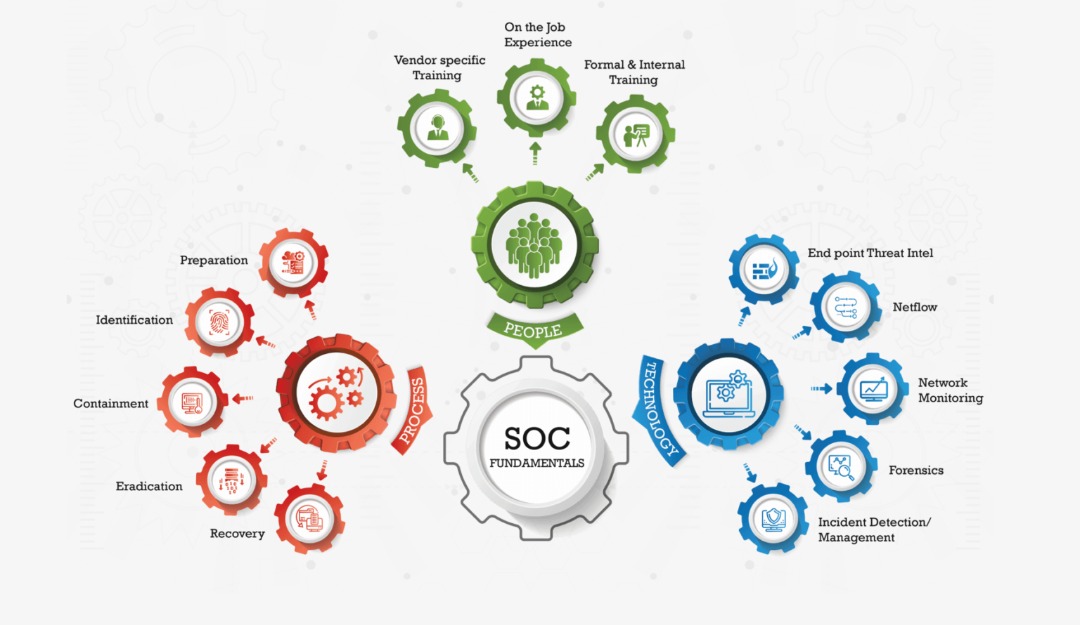 On the Job
Experience
Vendor specific
Training
Formal & Internal
Training
PEOPLE
Preparation
Identification
Containment
Eradication
Recovery
PROCESS
SOC
FUNDAMENTALS
TECHNOLOGY
End point Threat Intel
Netflow
Network
Monitoring
Forensics
Incident Detection/
Management